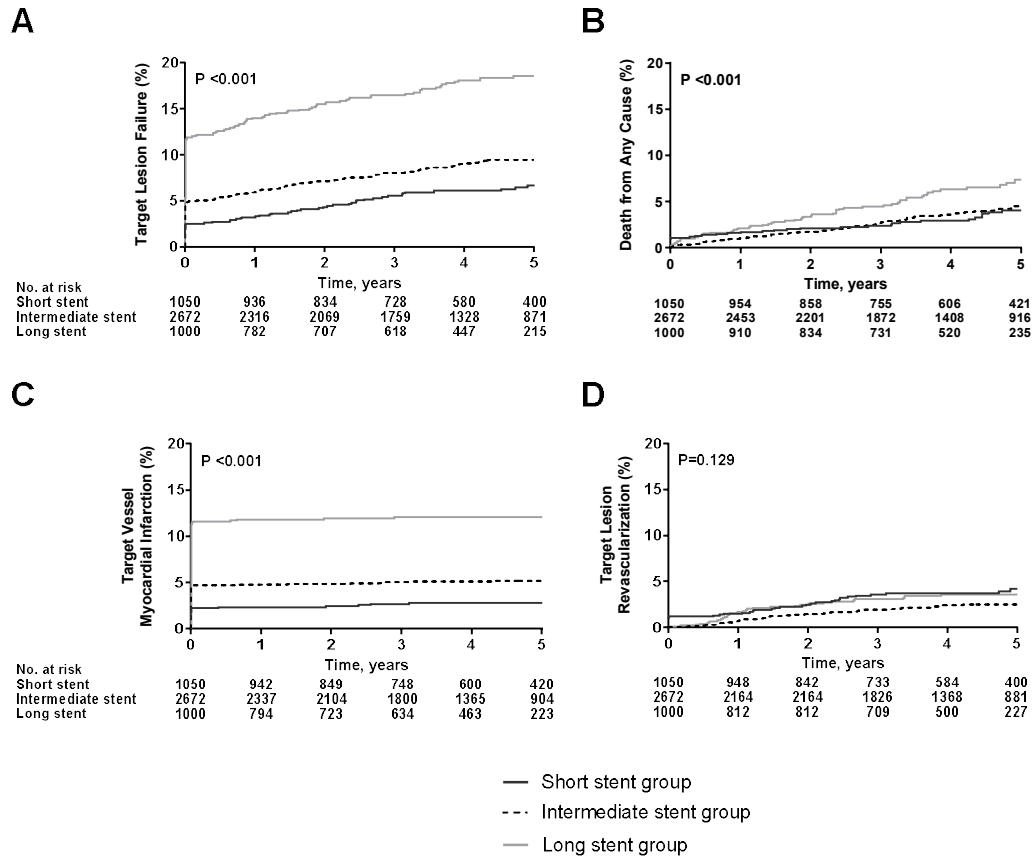 A
Target Lesion Failure (%)
P <0.001
20
15
10
5
0
0 1 2 3 4 5
Time, years
No. at risk
Short stent 1050 936 834 728 580 400
Intermediate stent 2672 2316 2069 1759 1328 871
Long stent 1000 782 707 618 447 215
B
Death from Any Cause (%)
P <0.001
20
15
10
5
0
0 1 2 3 4 5
Time, years
1050 954 858 755 606 421
2672 2453 2201 1872 1408 916
1000 910 834 731 520 235
C
Target Vessel
Myocardial Infarction (%)
P <0.001
20
15
10
5
0
0 1 2 3 4 5
Time, years
No. at risk
Short stent 1050 942 849 748 600 420
Intermediate stent 2672 2337 2104 1800 1365 904
Long stent 1000 794 723 634 463 223
D
Target Lesion
Revascularization (%)
P=0.129
20
15
10
5
0
0 1 2 3 4 5
Time, years
1050 948 842 733 584 400
2672 2164 2164 1826 1368 881
1000 812 812 709 500 227
Short stent group
Intermediate stent group
Long stent group